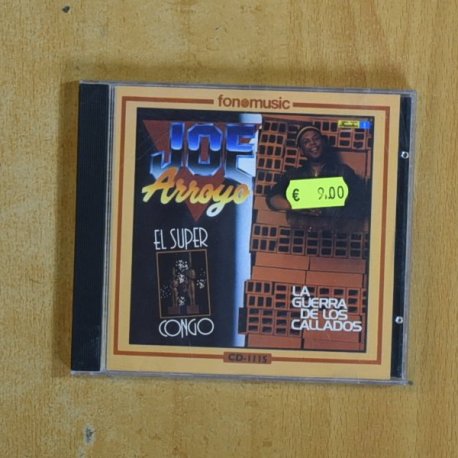 fonomusic
JOE
Arroyo
€ 9.00
EL SUPER
CONGO
LA
GUERRA
DE LOS
CALLADOS
CD-1115